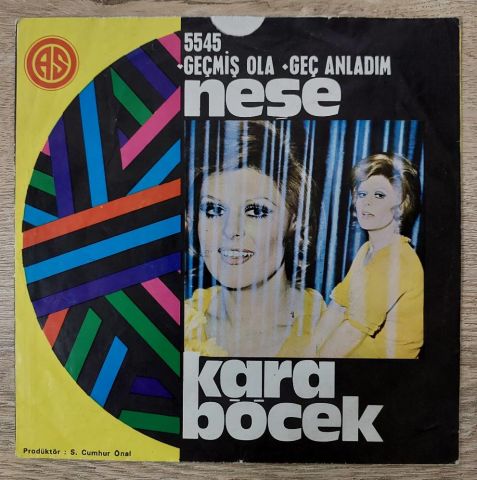 AS
5545
•GEÇMİŞ OLA •GEÇ ANLADIM
neşe
kara
böcek
Prodüktör : S. Cumhur Önal